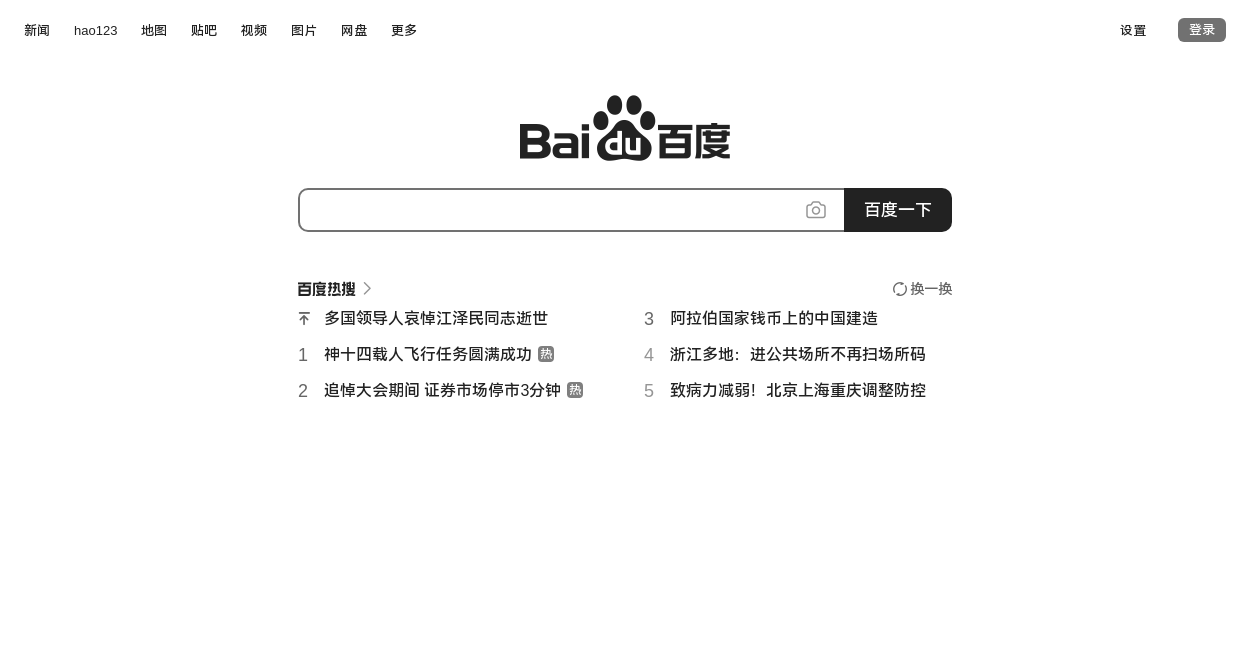 新闻 hao123 地图 贴吧 视频 图片 网盘 更多 设置 登录
Bai du 百度
百度一下
百度热搜 换一换
多国领导人哀悼江泽民同志逝世
1 神十四载人飞行任务圆满成功 热
2 追悼大会期间 证券市场停市3分钟 热
3 阿拉伯国家钱币上的中国建造
4 浙江多地：进公共场所不再扫场所码
5 致病力减弱！北京上海重庆调整防控